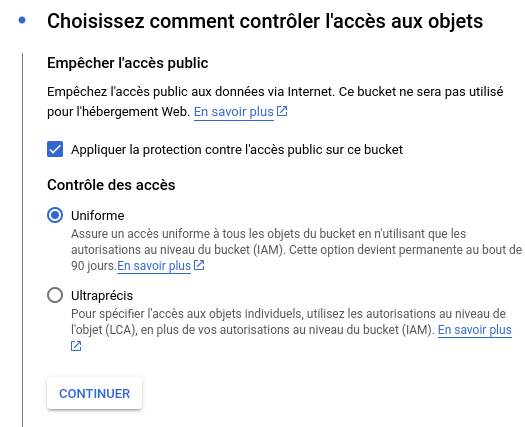 Choisissez comment contrôler l'accès aux objets
Empêcher l'accès public
Empêchez l'accès public aux données via Internet. Ce bucket ne sera pas utilisé
pour l'hébergement Web. En savoir plus
Appliquer la protection contre l'accès public sur ce bucket
Contrôle des accès
Uniforme
Assure un accès uniforme à tous les objets du bucket en n'utilisant que les
autorisations au niveau du bucket (IAM). Cette option devient permanente au bout de
90 jours.En savoir plus
Ultraprécis
Pour spécifier l'accès aux objets individuels, utilisez les autorisations au niveau de
l'objet (LCA), en plus de vos autorisations au niveau du bucket (IAM). En savoir plus
CONTINUER